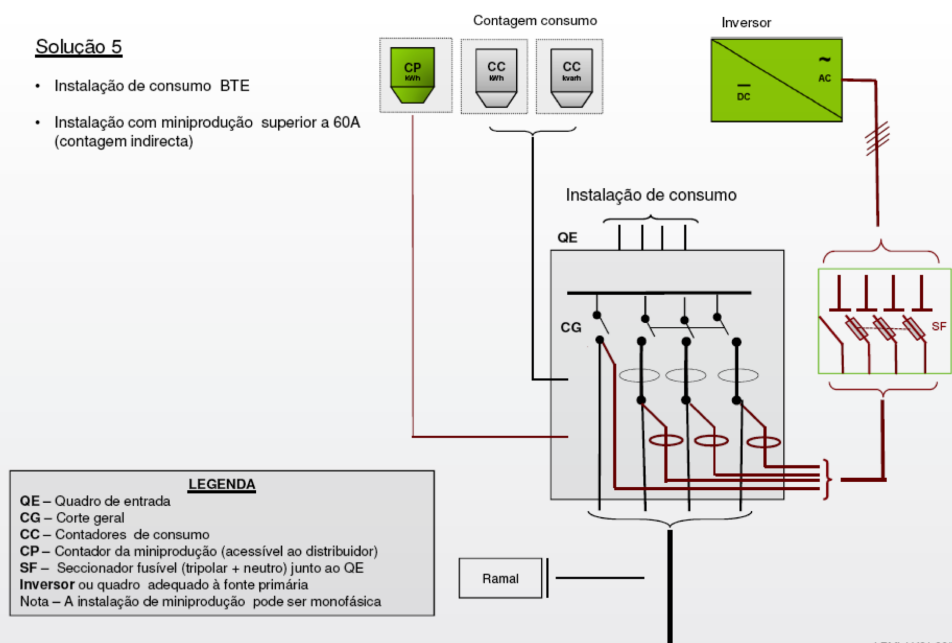 Solução 5
• Instalação de consumo BTE
• Instalação com miniprodução superior a 60A
(contagem indirecta)
Contagem consumo
CP
kWh
CC
kWh
CC
kvarh
Inversor
~
AC
DC
Instalação de consumo
QE
CG
SF
LEGENDA
QE – Quadro de entrada
CG – Corte geral
CC – Contadores de consumo
CP – Contador da miniprodução (acessível ao distribuidor)
SF – Seccionador fusível (tripolar + neutro) junto ao QE
Inversor ou quadro adequado à fonte primária
Nota – A instalação de miniprodução pode ser monofásica
Ramal